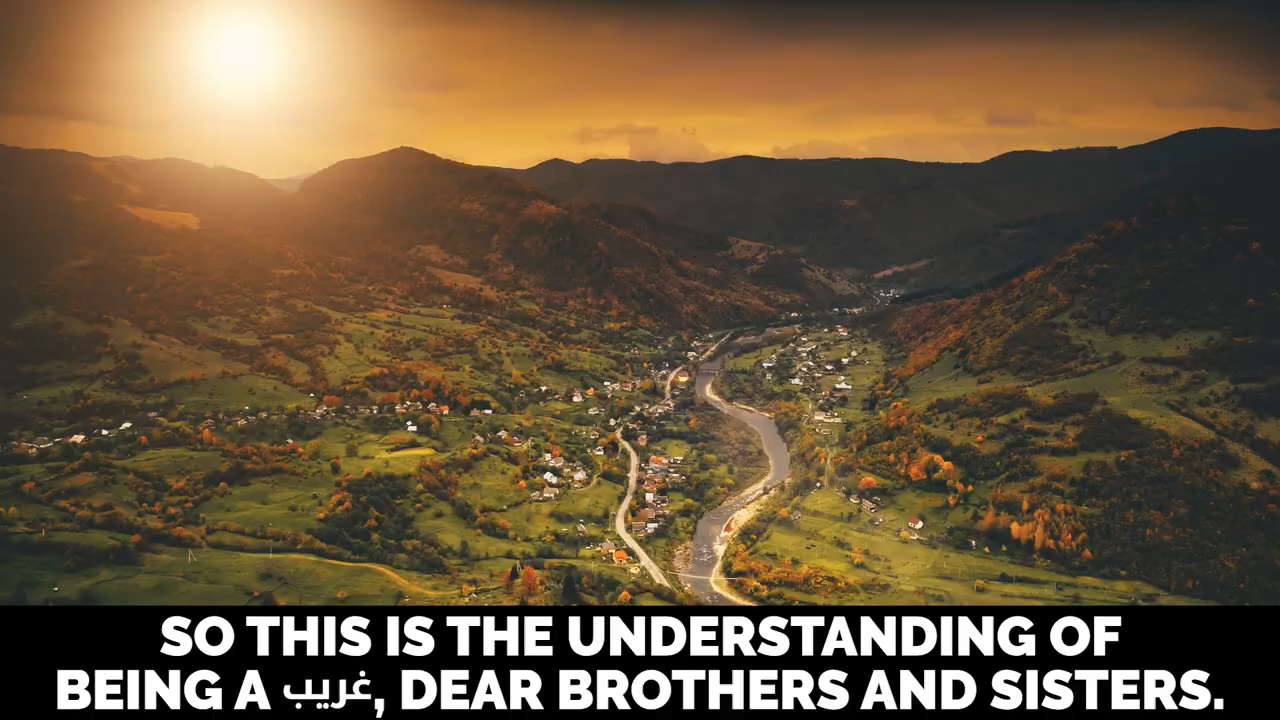 SO THIS IS THE UNDERSTANDING OF
BEING A غريب, DEAR BROTHERS AND SISTERS.